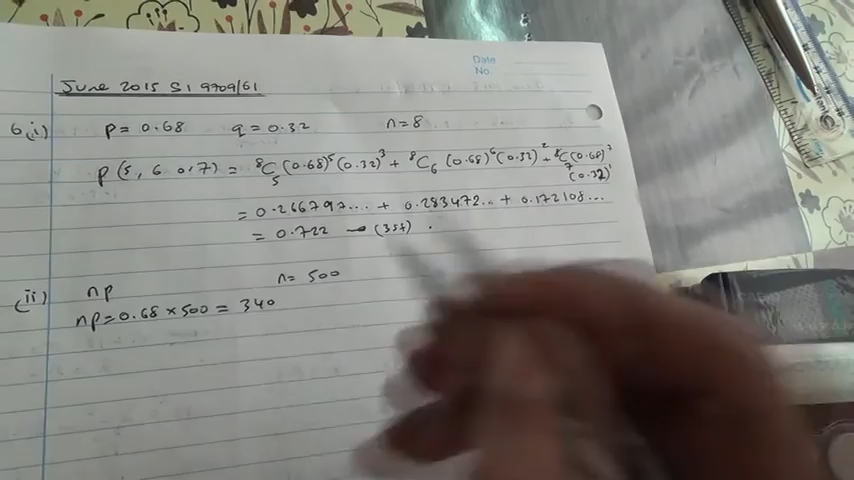 Date
No.
June 2015 S1 9709/61
6(i) p = 0.68 q = 0.32 n = 8
P(5, 6 or 7) = ⁸C₅ (0.68)⁵(0.32)³ + ⁸C₆ (0.68)⁶(0.32)² + ⁸C₇(0.68)⁷
(0.32)¹
= 0.266797... + 0.283472... + 0.172108...
= 0.722 → (3sf).
(ii) np n = 500
np = 0.68 × 500 = 340